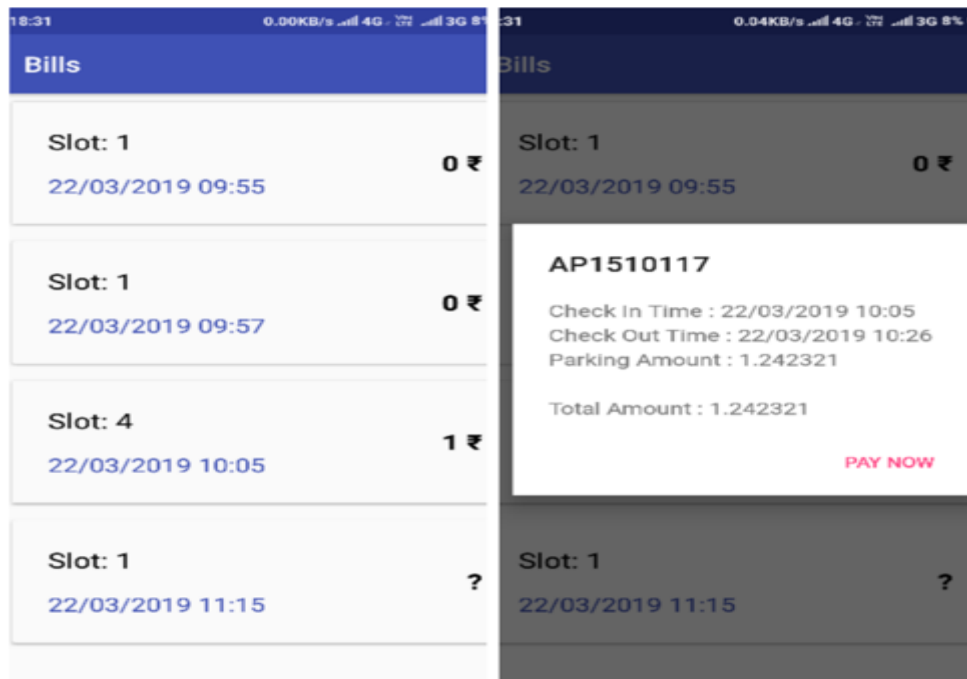 18:31 0.00KB/s 4G VoLTE 3G 8%
Bills
Slot: 1
0 ₹
22/03/2019 09:55
Slot: 1
0 ₹
22/03/2019 09:57
Slot: 4
1 ₹
22/03/2019 10:05
Slot: 1
?
22/03/2019 11:15
:31 0.04KB/s 4G VoLTE 3G 8%
Bills
Slot: 1
0 ₹
22/03/2019 09:55
AP1510117
Check In Time : 22/03/2019 10:05
Check Out Time : 22/03/2019 10:26
Parking Amount : 1.242321
Total Amount : 1.242321
PAY NOW
Slot: 1
?
22/03/2019 11:15